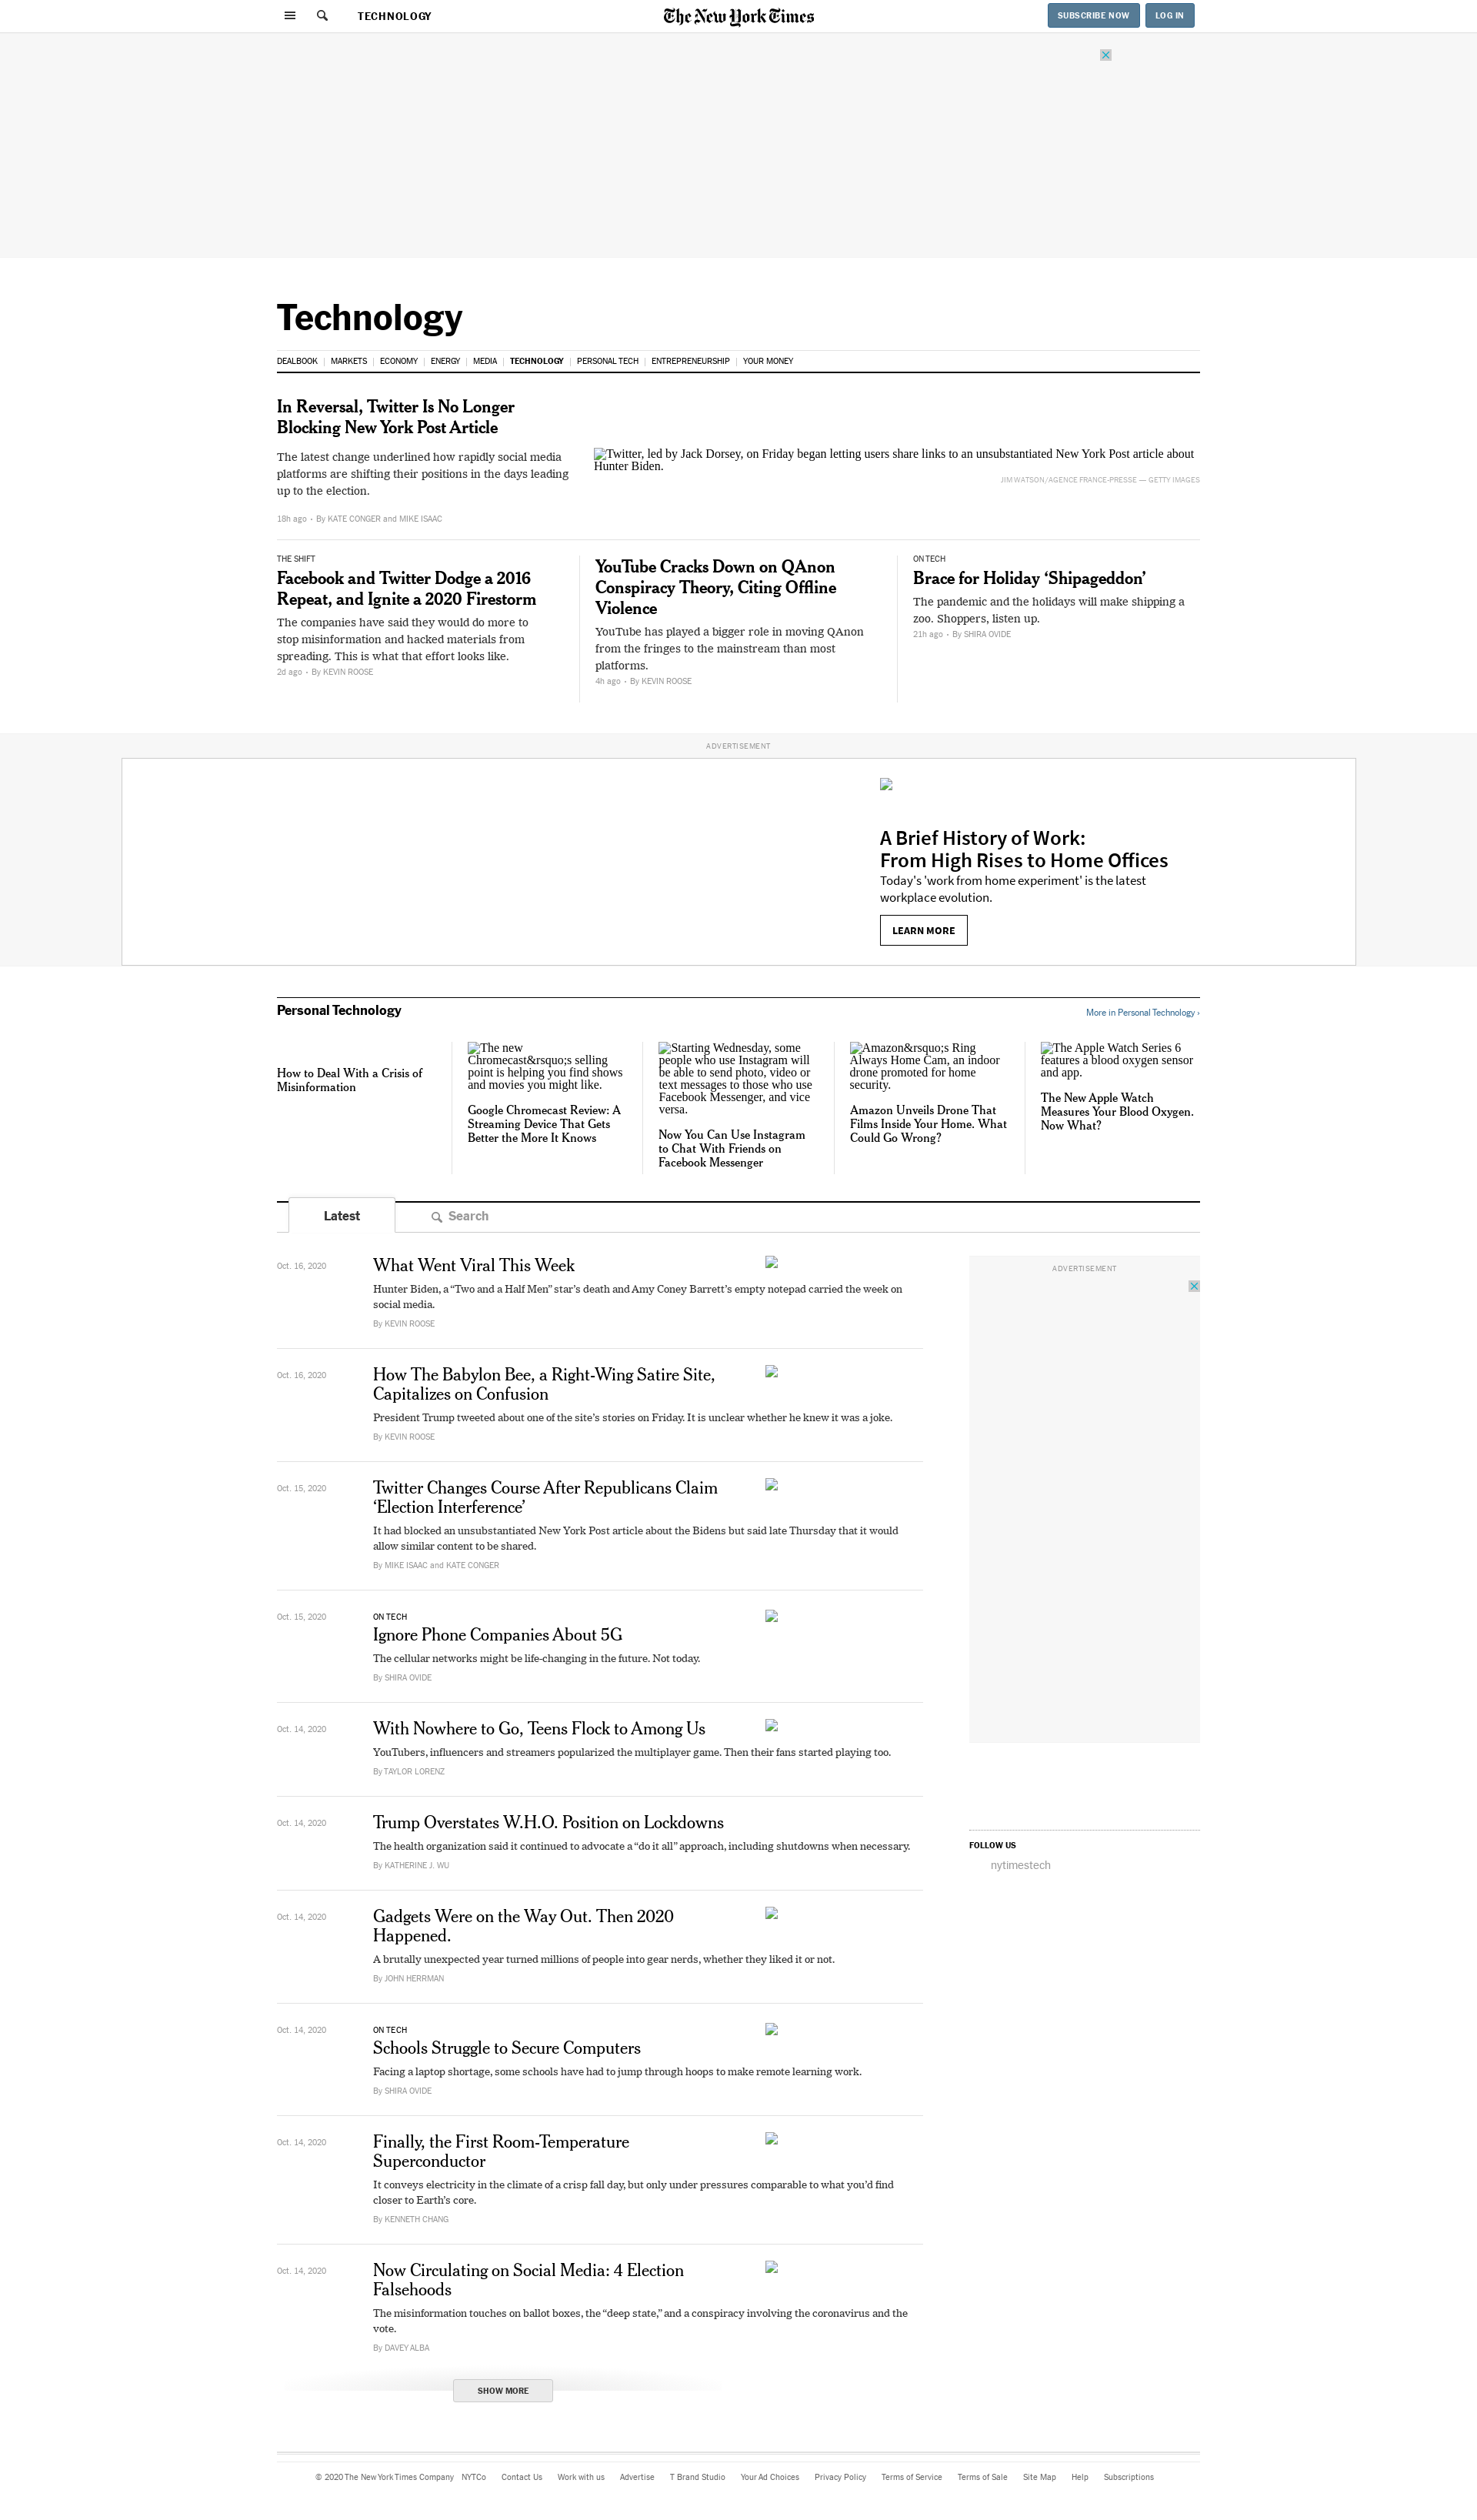 TECHNOLOGY
The New York Times
SUBSCRIBE NOW
LOG IN
Technology
DEALBOOK
MARKETS
ECONOMY
ENERGY
MEDIA
TECHNOLOGY
PERSONAL TECH
ENTREPRENEURSHIP
YOUR MONEY
In Reversal, Twitter Is No Longer
Blocking New York Post Article
The latest change underlined how rapidly social media
platforms are shifting their positions in the days leading
up to the election.
18h ago • By KATE CONGER and MIKE ISAAC
Twitter, led by Jack Dorsey, on Friday began letting users share links to an unsubstantiated New York Post article about
Hunter Biden.
JIM WATSON/AGENCE FRANCE-PRESSE — GETTY IMAGES
THE SHIFT
Facebook and Twitter Dodge a 2016
Repeat, and Ignite a 2020 Firestorm
The companies have said they would do more to
stop misinformation and hacked materials from
spreading. This is what that effort looks like.
2d ago • By KEVIN ROOSE
YouTube Cracks Down on QAnon
Conspiracy Theory, Citing Offline
Violence
YouTube has played a bigger role in moving QAnon
from the fringes to the mainstream than most
platforms.
4h ago • By KEVIN ROOSE
ON TECH
Brace for Holiday ‘Shipageddon’
The pandemic and the holidays will make shipping a
zoo. Shoppers, listen up.
21h ago • By SHIRA OVIDE
ADVERTISEMENT
A Brief History of Work:
From High Rises to Home Offices
Today's 'work from home experiment' is the latest
workplace evolution.
LEARN MORE
Personal Technology
More in Personal Technology ›
How to Deal With a Crisis of
Misinformation
The new
Chromecast&rsquo;s selling
point is helping you find shows
and movies you might like.
Google Chromecast Review: A
Streaming Device That Gets
Better the More It Knows
Starting Wednesday, some
people who use Instagram will
be able to send photo, video or
text messages to those who use
Facebook Messenger, and vice
versa.
Now You Can Use Instagram
to Chat With Friends on
Facebook Messenger
Amazon&rsquo;s Ring
Always Home Cam, an indoor
drone promoted for home
security.
Amazon Unveils Drone That
Films Inside Your Home. What
Could Go Wrong?
The Apple Watch Series 6
features a blood oxygen sensor
and app.
The New Apple Watch
Measures Your Blood Oxygen.
Now What?
Latest
Search
Oct. 16, 2020
What Went Viral This Week
Hunter Biden, a “Two and a Half Men” star’s death and Amy Coney Barrett’s empty notepad carried the week on
social media.
By KEVIN ROOSE
Oct. 16, 2020
How The Babylon Bee, a Right-Wing Satire Site,
Capitalizes on Confusion
President Trump tweeted about one of the site’s stories on Friday. It is unclear whether he knew it was a joke.
By KEVIN ROOSE
Oct. 15, 2020
Twitter Changes Course After Republicans Claim
‘Election Interference’
It had blocked an unsubstantiated New York Post article about the Bidens but said late Thursday that it would
allow similar content to be shared.
By MIKE ISAAC and KATE CONGER
Oct. 15, 2020
ON TECH
Ignore Phone Companies About 5G
The cellular networks might be life-changing in the future. Not today.
By SHIRA OVIDE
Oct. 14, 2020
With Nowhere to Go, Teens Flock to Among Us
YouTubers, influencers and streamers popularized the multiplayer game. Then their fans started playing too.
By TAYLOR LORENZ
Oct. 14, 2020
Trump Overstates W.H.O. Position on Lockdowns
The health organization said it continued to advocate a “do it all” approach, including shutdowns when necessary.
By KATHERINE J. WU
Oct. 14, 2020
Gadgets Were on the Way Out. Then 2020
Happened.
A brutally unexpected year turned millions of people into gear nerds, whether they liked it or not.
By JOHN HERRMAN
Oct. 14, 2020
ON TECH
Schools Struggle to Secure Computers
Facing a laptop shortage, some schools have had to jump through hoops to make remote learning work.
By SHIRA OVIDE
Oct. 14, 2020
Finally, the First Room-Temperature
Superconductor
It conveys electricity in the climate of a crisp fall day, but only under pressures comparable to what you’d find
closer to Earth’s core.
By KENNETH CHANG
Oct. 14, 2020
Now Circulating on Social Media: 4 Election
Falsehoods
The misinformation touches on ballot boxes, the “deep state,” and a conspiracy involving the coronavirus and the
vote.
By DAVEY ALBA
SHOW MORE
ADVERTISEMENT
FOLLOW US
nytimestech
© 2020 The New York Times Company
NYTCo
Contact Us
Work with us
Advertise
T Brand Studio
Your Ad Choices
Privacy Policy
Terms of Service
Terms of Sale
Site Map
Help
Subscriptions